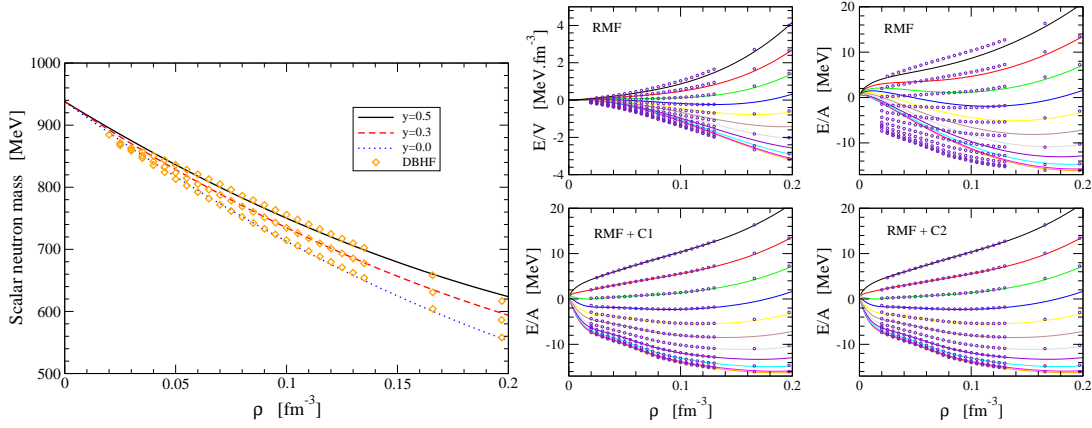 Scalar neutron mass [MeV]
1000
900
800
700
600
500
0
0.05
0.1
0.15
0.2
ρ [fm⁻³]
y=0.5
y=0.3
y=0.0
DBHF
RMF
E/V [MeV.fm⁻³]
4
2
0
-2
-4
0
0.1
0.2
RMF
E/A [MeV]
20
10
0
-10
0
0.1
0.2
RMF + C1
E/A [MeV]
20
10
0
-10
0
0.1
0.2
ρ [fm⁻³]
RMF + C2
E/A [MeV]
20
10
0
-10
0
0.1
0.2
ρ [fm⁻³]